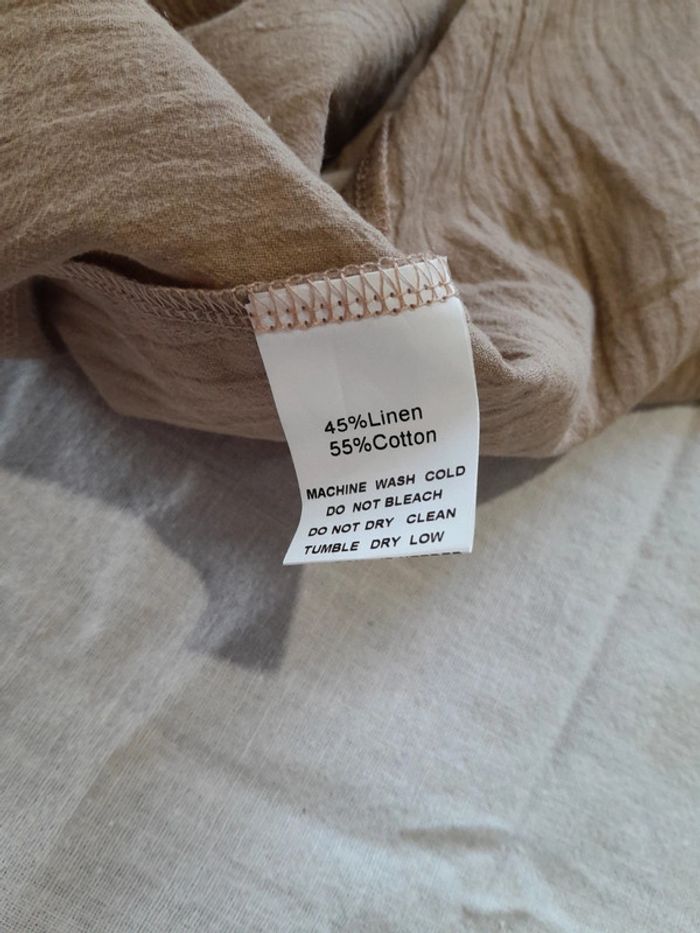 45%Linen
55%Cotton
MACHINE WASH COLD
DO NOT BLEACH
DO NOT DRY CLEAN
TUMBLE DRY LOW